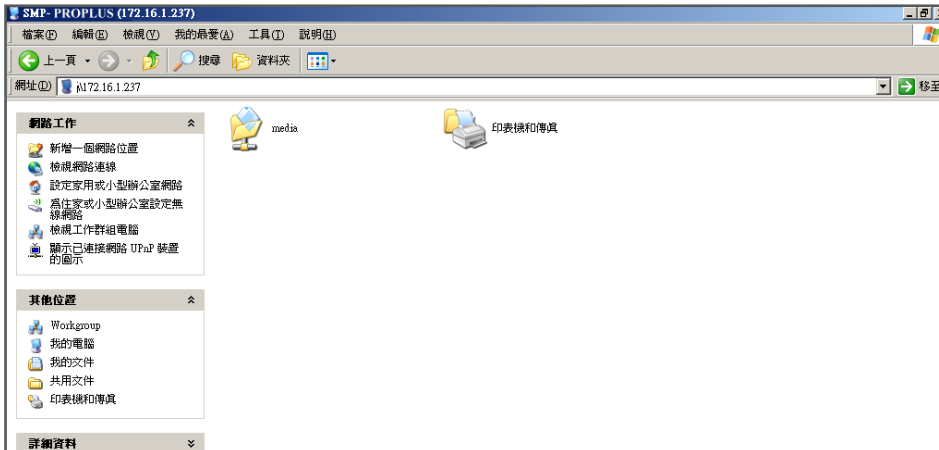 SMP- PROPLUS (172.16.1.237)
檔案(F) 編輯(E) 檢視(V) 我的最愛(A) 工具(T) 說明(H)
上一頁 搜尋 資料夾
網址(D) \\172.16.1.237 移至
網路工作
新增一個網路位置
檢視網路連線
設定家用或小型辦公室網路
為住家或小型辦公室設定無
線網路
檢視工作群組電腦
顯示已連接網路 UPnP 裝置
的圖示
media
印表機和傳真
其他位置
Workgroup
我的電腦
我的文件
共用文件
印表機和傳真
詳細資料